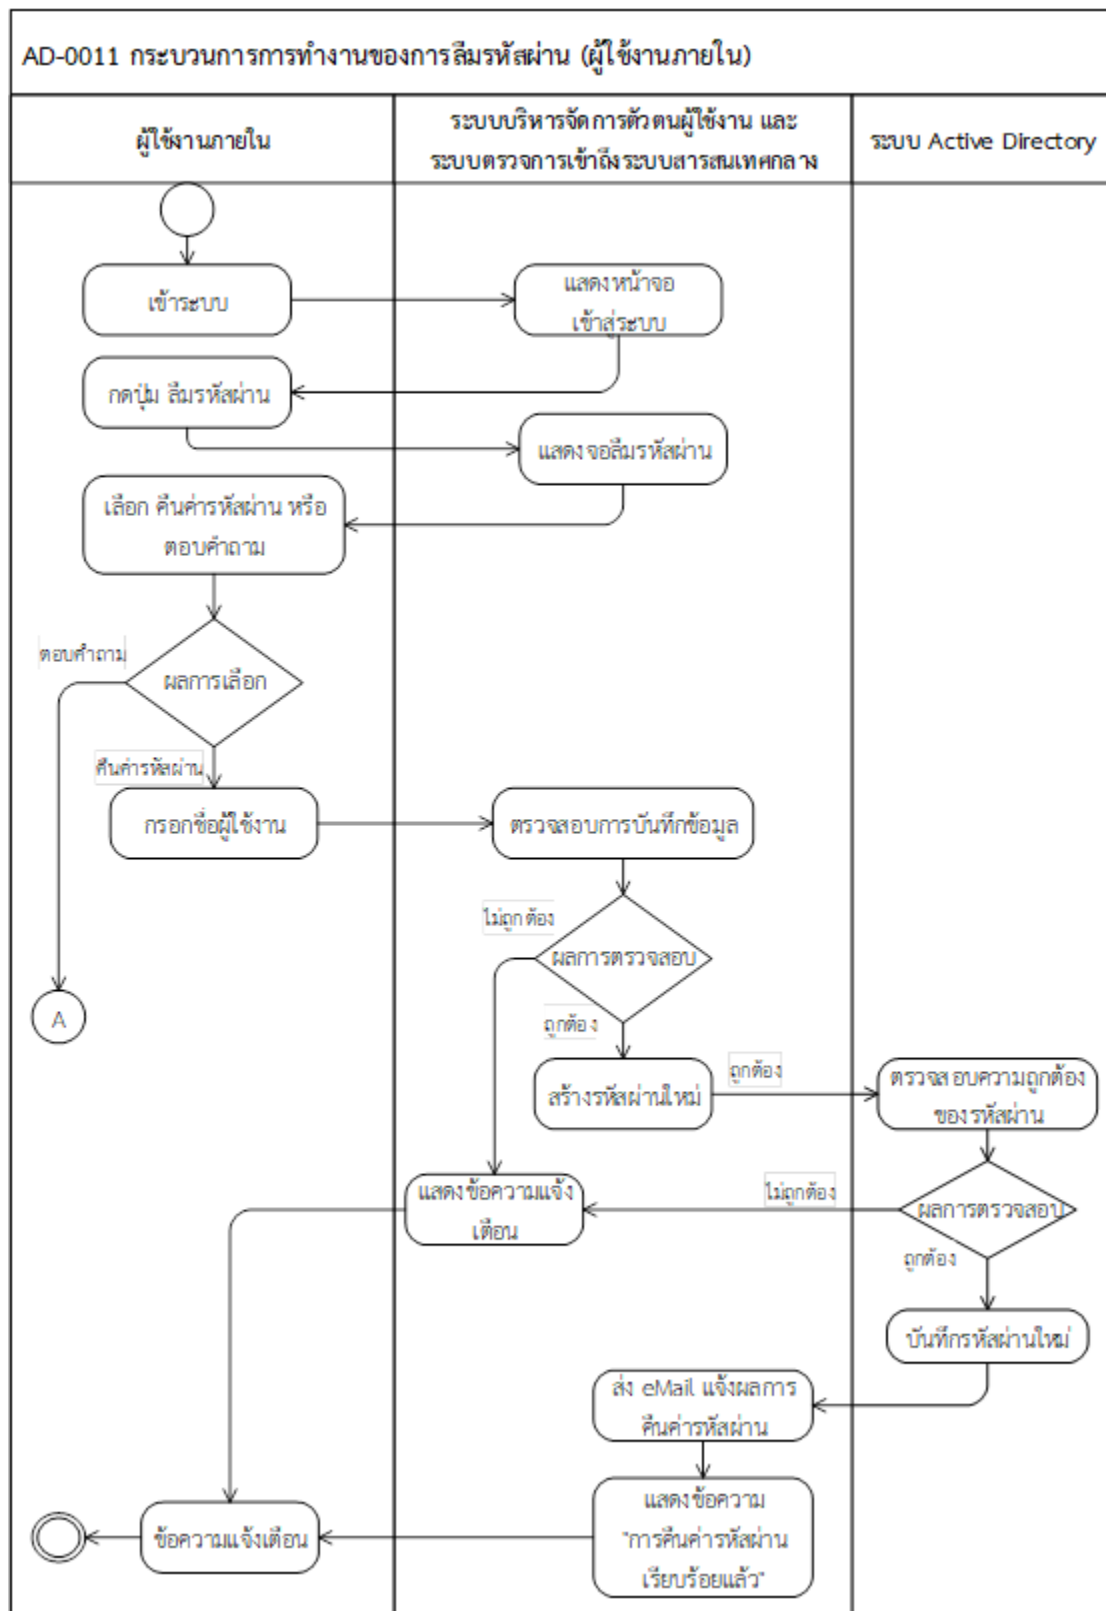 AD-0011 กระบวนการการทำงานของการลืมรหัสผ่าน (ผู้ใช้งานภายใน)
ผู้ใช้งานภายใน
ระบบบริหารจัดการตัวตนผู้ใช้งาน และ
ระบบตรวจการเข้าถึงระบบสารสนเทศกลาง
ระบบ Active Directory
เข้าระบบ
แสดงหน้าจอ
เข้าสู่ระบบ
กดปุ่ม ลืมรหัสผ่าน
แสดงจอลืมรหัสผ่าน
เลือก คืนค่ารหัสผ่าน หรือ
ตอบคำถาม
ตอบคำถาม
ผลการเลือก
คืนค่ารหัสผ่าน
กรอกชื่อผู้ใช้งาน
ตรวจสอบการบันทึกข้อมูล
ไม่ถูกต้อง
ผลการตรวจสอบ
A
ถูกต้อง
สร้างรหัสผ่านใหม่
ถูกต้อง
ตรวจสอบความถูกต้อง
ของรหัสผ่าน
แสดงข้อความแจ้ง
เตือน
ไม่ถูกต้อง
ผลการตรวจสอบ
ถูกต้อง
บันทึกรหัสผ่านใหม่
ส่ง eMail แจ้งผลการ
คืนค่ารหัสผ่าน
แสดงข้อความ
"การคืนค่ารหัสผ่าน
เรียบร้อยแล้ว"
ข้อความแจ้งเตือน